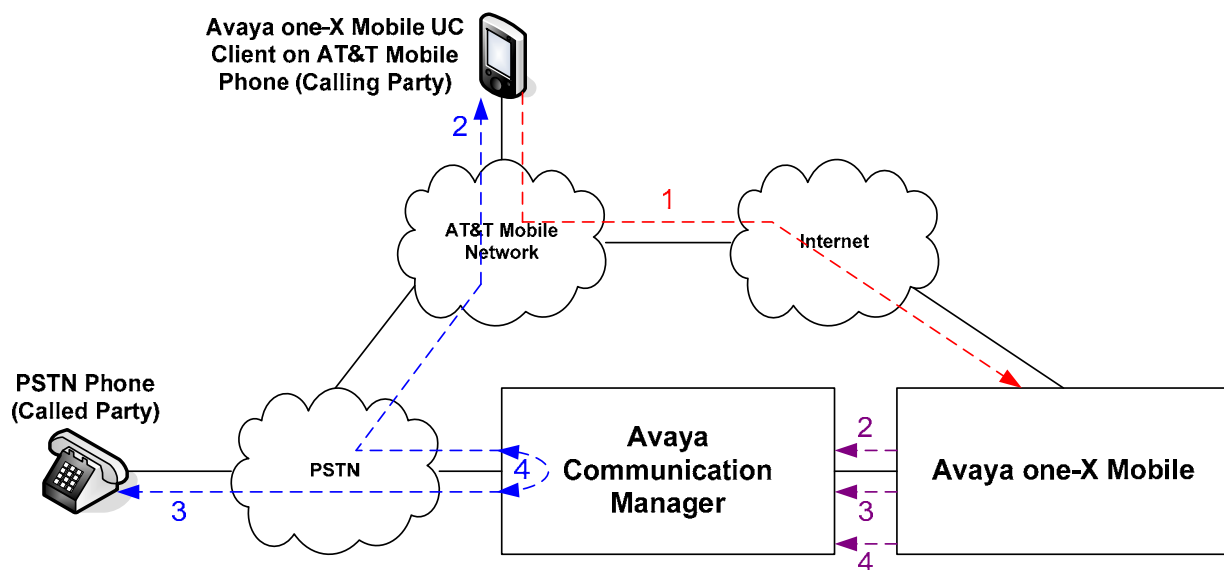 Avaya one-X Mobile UC
Client on AT&T Mobile
Phone (Calling Party)
2
1
AT&T Mobile
Network
Internet
PSTN Phone
(Called Party)
PSTN
3
4
Avaya
Communication
Manager
2
3
4
Avaya one-X Mobile